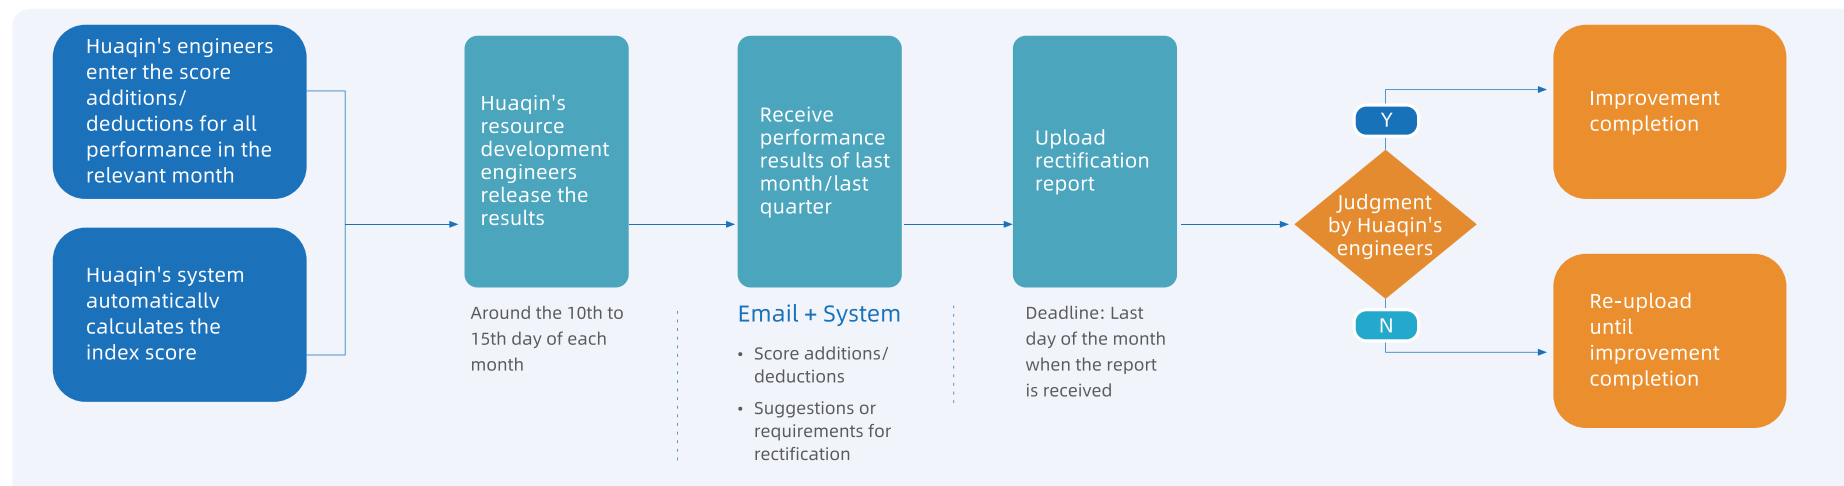 Huaqin's engineers
enter the score
additions/
deductions for all
performance in the
relevant month
Huaqin's system
automaticallv
calculates the
index score
Huaqin's
resource
development
engineers
release the
results
Around the 10th to
15th day of each
month
Receive
performance
results of last
month/last
quarter
Email + System
• Score additions/
deductions
• Suggestions or
requirements for
rectification
Upload
rectification
report
Deadline: Last
day of the month
when the report
is received
Judgment
by Huaqin's
engineers
Y
Improvement
completion
N
Re-upload
until
improvement
completion